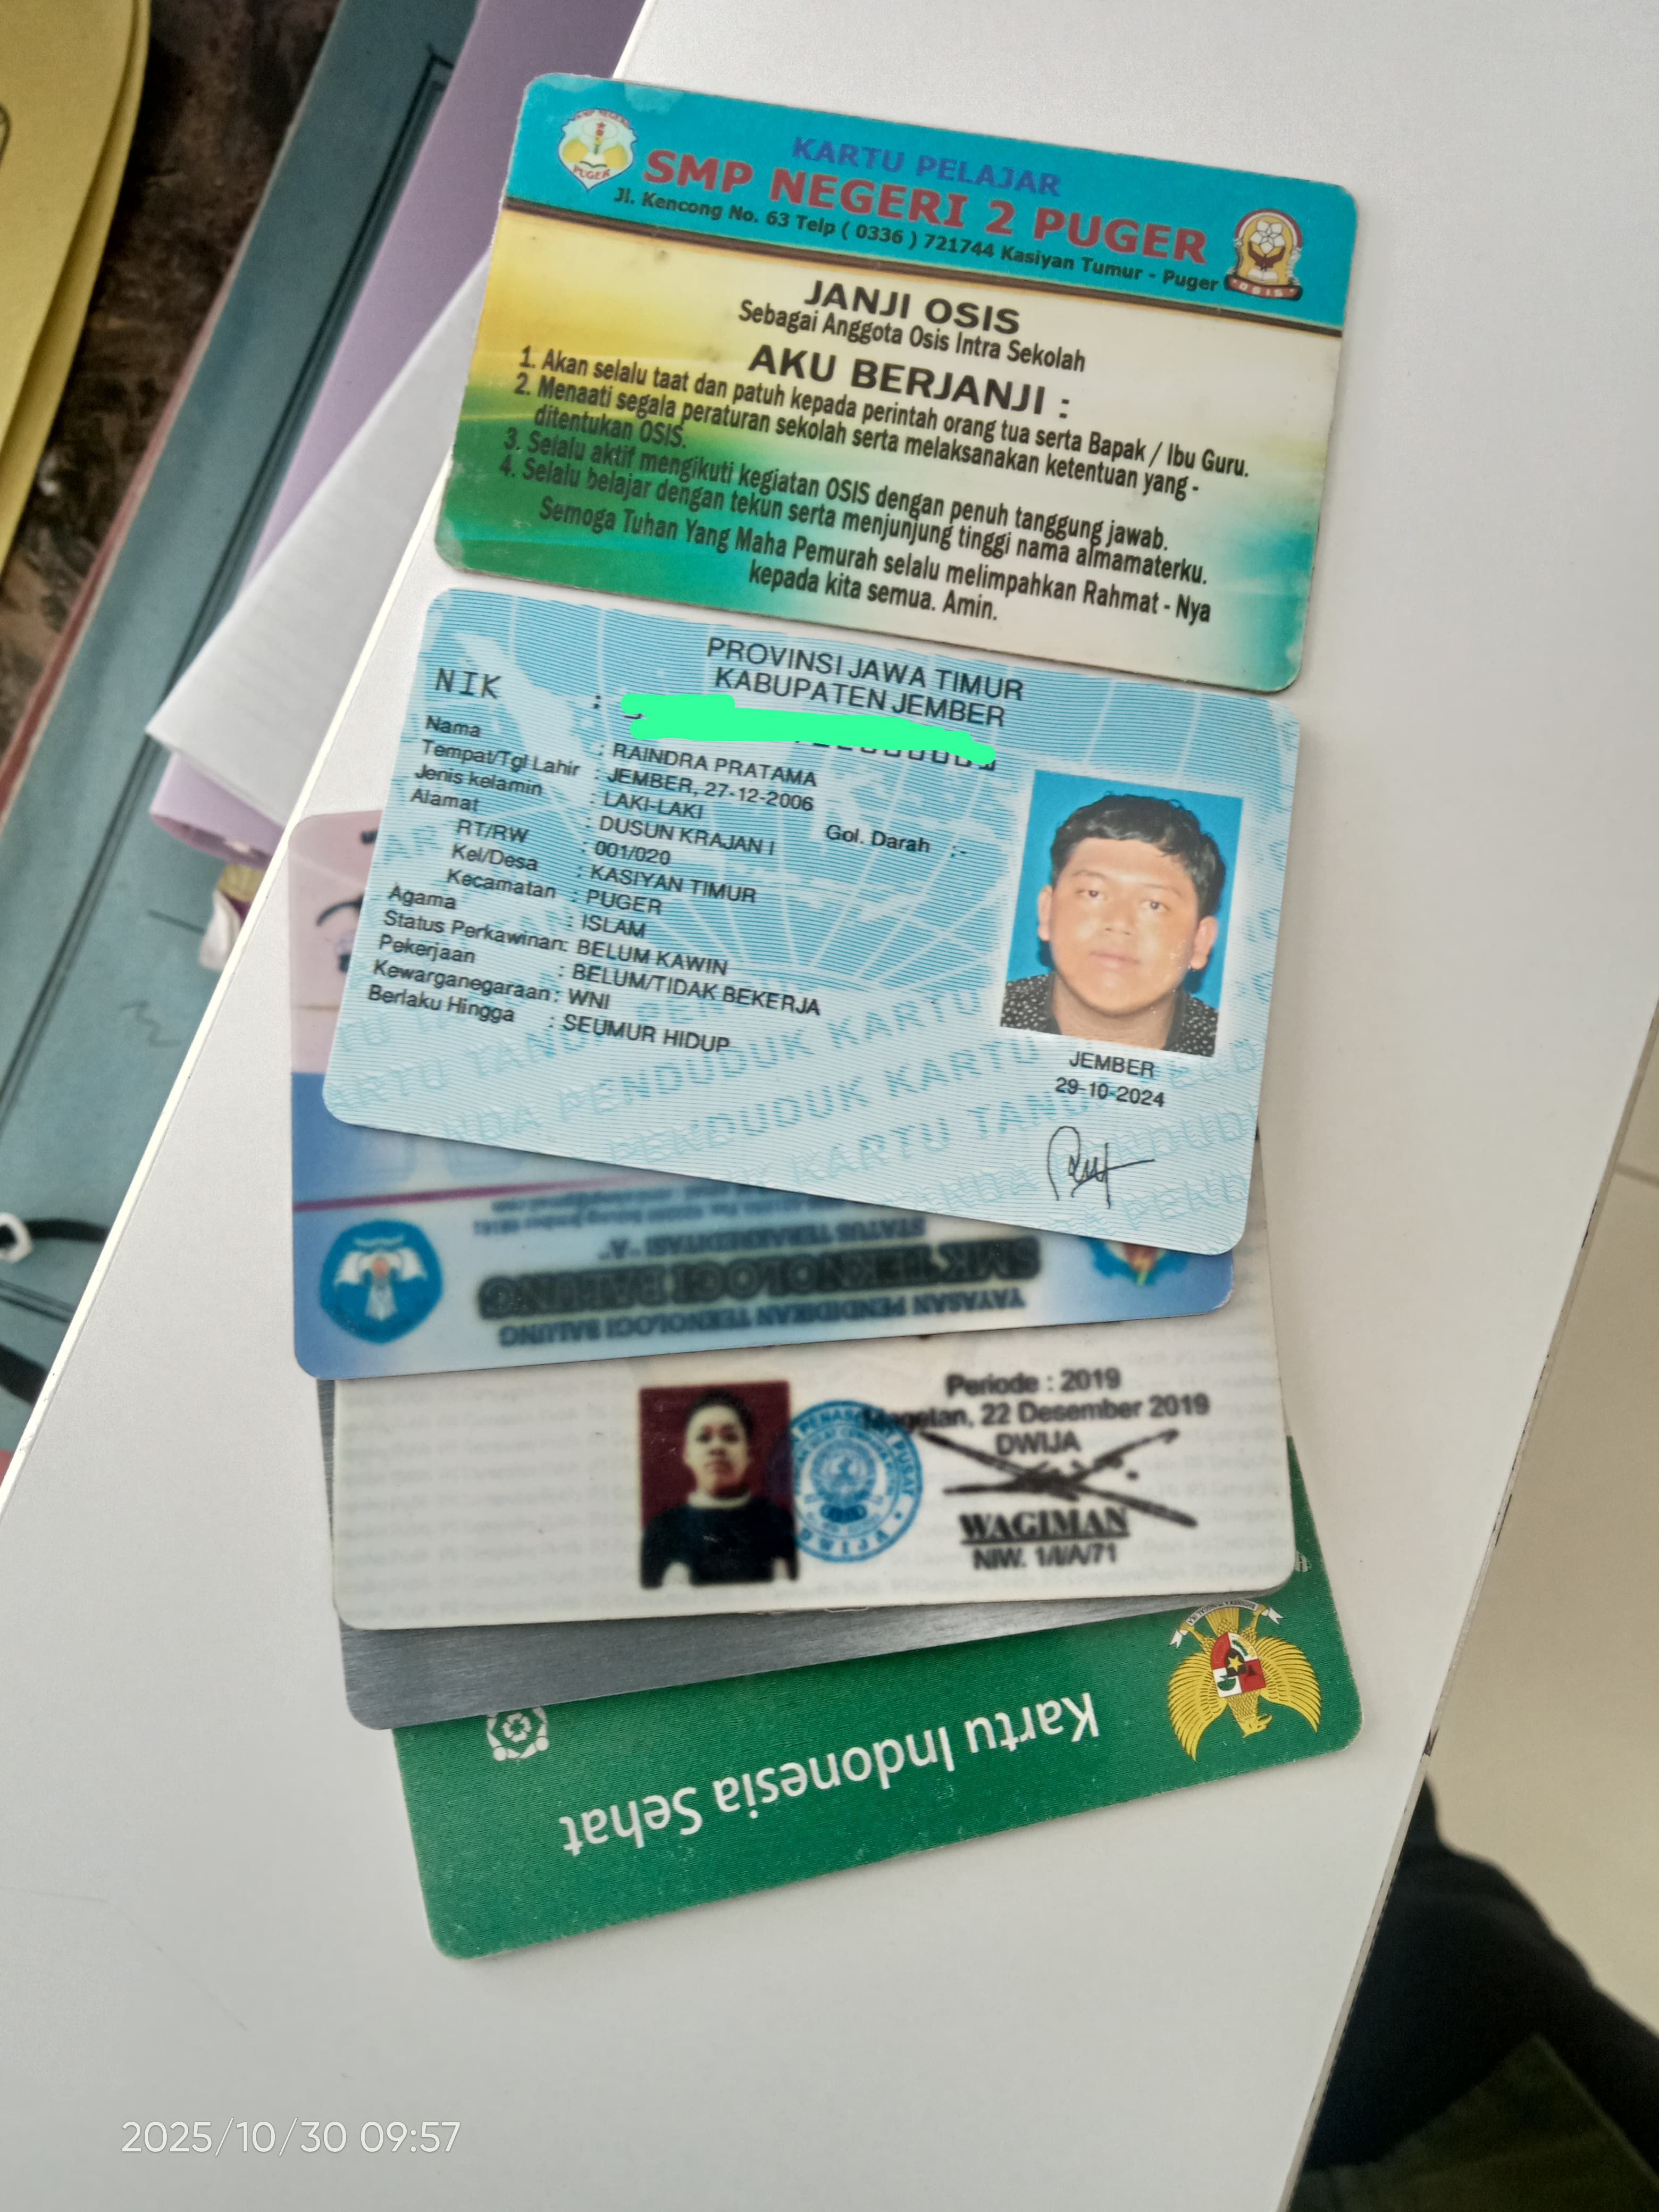 KARTU PELAJAR
SMP NEGERI 2 PUGER
Jl. Kencong No. 63 Telp ( 0336 ) 721744 Kasiyan Tumur - Puger
SMP NEGERI 2
PUGER
OSIS
JANJI OSIS
Sebagai Anggota Osis Intra Sekolah
AKU BERJANJI :
1. Akan selalu taat dan patuh kepada perintah orang tua serta Bapak / Ibu Guru.
2. Menaati segala peraturan sekolah serta melaksanakan ketentuan yang -
ditentukan OSIS.
3. Selalu aktif mengikuti kegiatan OSIS dengan penuh tanggung jawab.
4. Selalu belajar dengan tekun serta menjunjung tinggi nama almamaterku.
Semoga Tuhan Yang Maha Pemurah selalu melimpahkan Rahmat - Nya
kepada kita semua. Amin.
PROVINSI JAWA TIMUR
KABUPATEN JEMBER
NIK :
Nama : RAINDRA PRATAMA
Tempat/Tgl Lahir : JEMBER, 27-12-2006
Jenis kelamin : LAKI-LAKI Gol. Darah : -
Alamat : DUSUN KRAJAN I
RT/RW : 001/020
Kel/Desa : KASIYAN TIMUR
Kecamatan : PUGER
Agama : ISLAM
Status Perkawinan: BELUM KAWIN
Pekerjaan : BELUM/TIDAK BEKERJA
Kewarganegaraan : WNI
Berlaku Hingga : SEUMUR HIDUP
JEMBER
29-10-2024
YAYASAN PENDIDIKAN TEKNOLOGI BALUNG
SMK TEKNOLOGI BALUNG
STATUS TERAKREDITASI "A"
Periode : 2019
Magelan, 22 Desember 2019
DWIJA
WAGIMAN
NIW. 1/I/A/71
Kartu Indonesia Sehat
2025/10/30 09:57